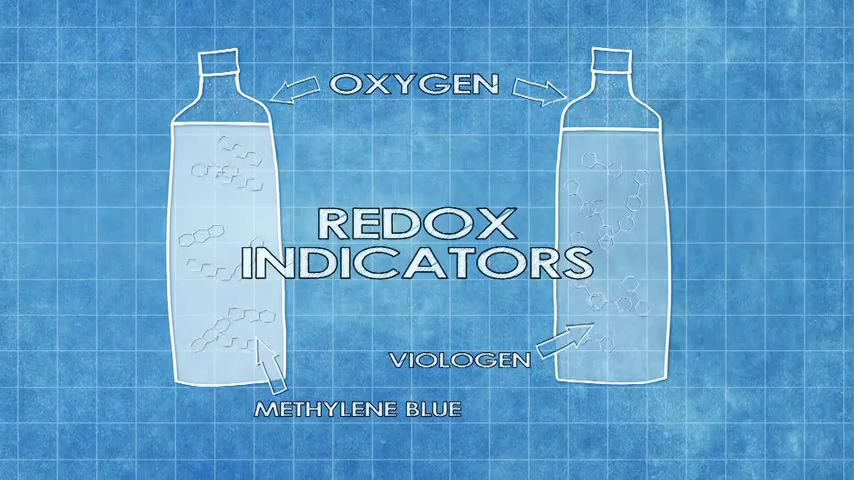 OXYGEN
REDOX
INDICATORS
VIOLOGEN
METHYLENE BLUE